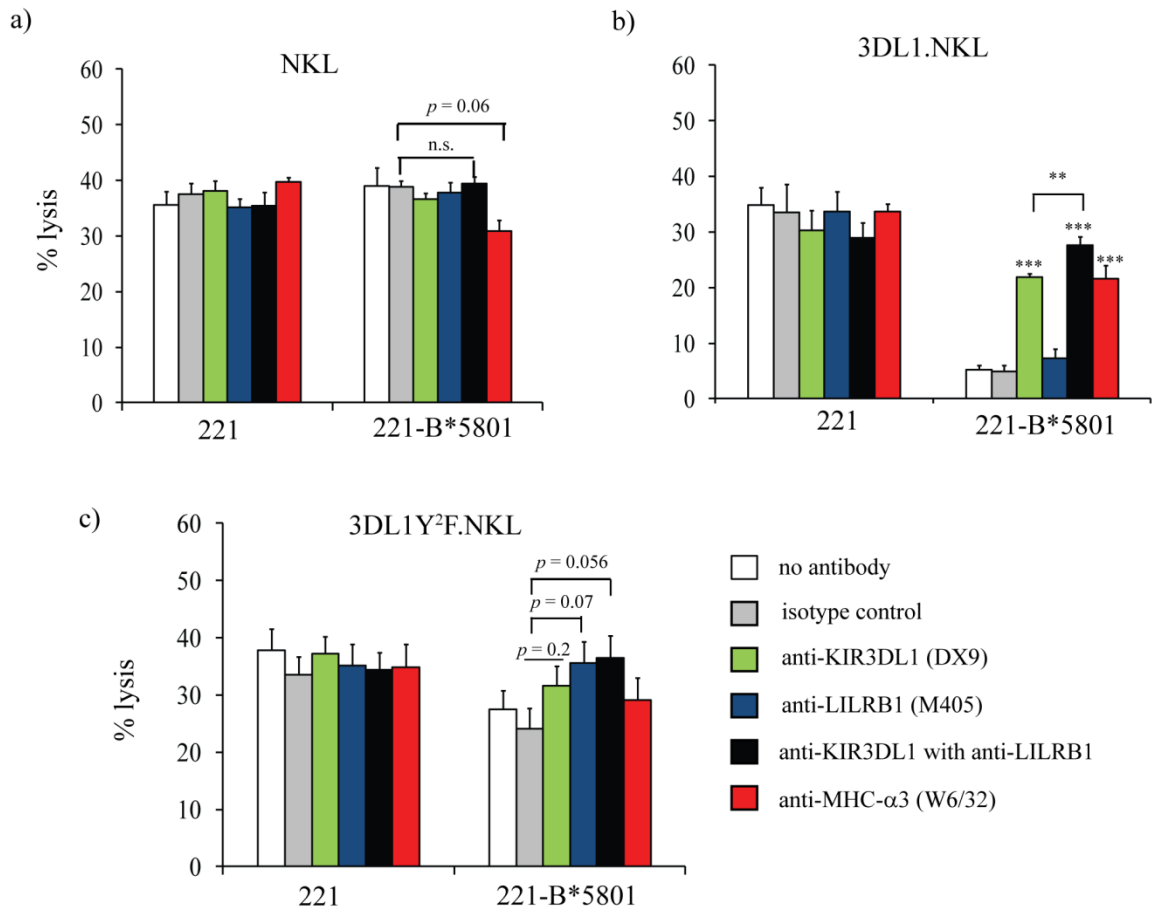 a)
NKL
% lysis
60
50
40
30
20
10
0
p = 0.06
n.s.
221
221-B*5801
b)
3DL1.NKL
60
50
40
30
20
10
0
**
***
***
***
221
221-B*5801
c)
3DL1Y²F.NKL
% lysis
60
50
40
30
20
10
0
p = 0.056
p = 0.07
p = 0.2
221
221-B*5801
no antibody
isotype control
anti-KIR3DL1 (DX9)
anti-LILRB1 (M405)
anti-KIR3DL1 with anti-LILRB1
anti-MHC-α3 (W6/32)